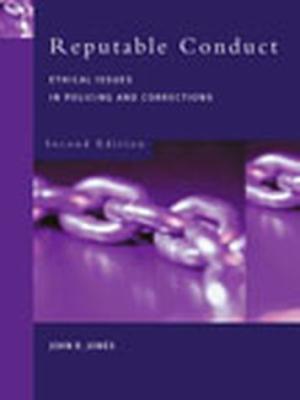 Reputable Conduct
ETHICAL ISSUES
IN POLICING AND CORRECTIONS
Second Edition
JOHN R. JONES